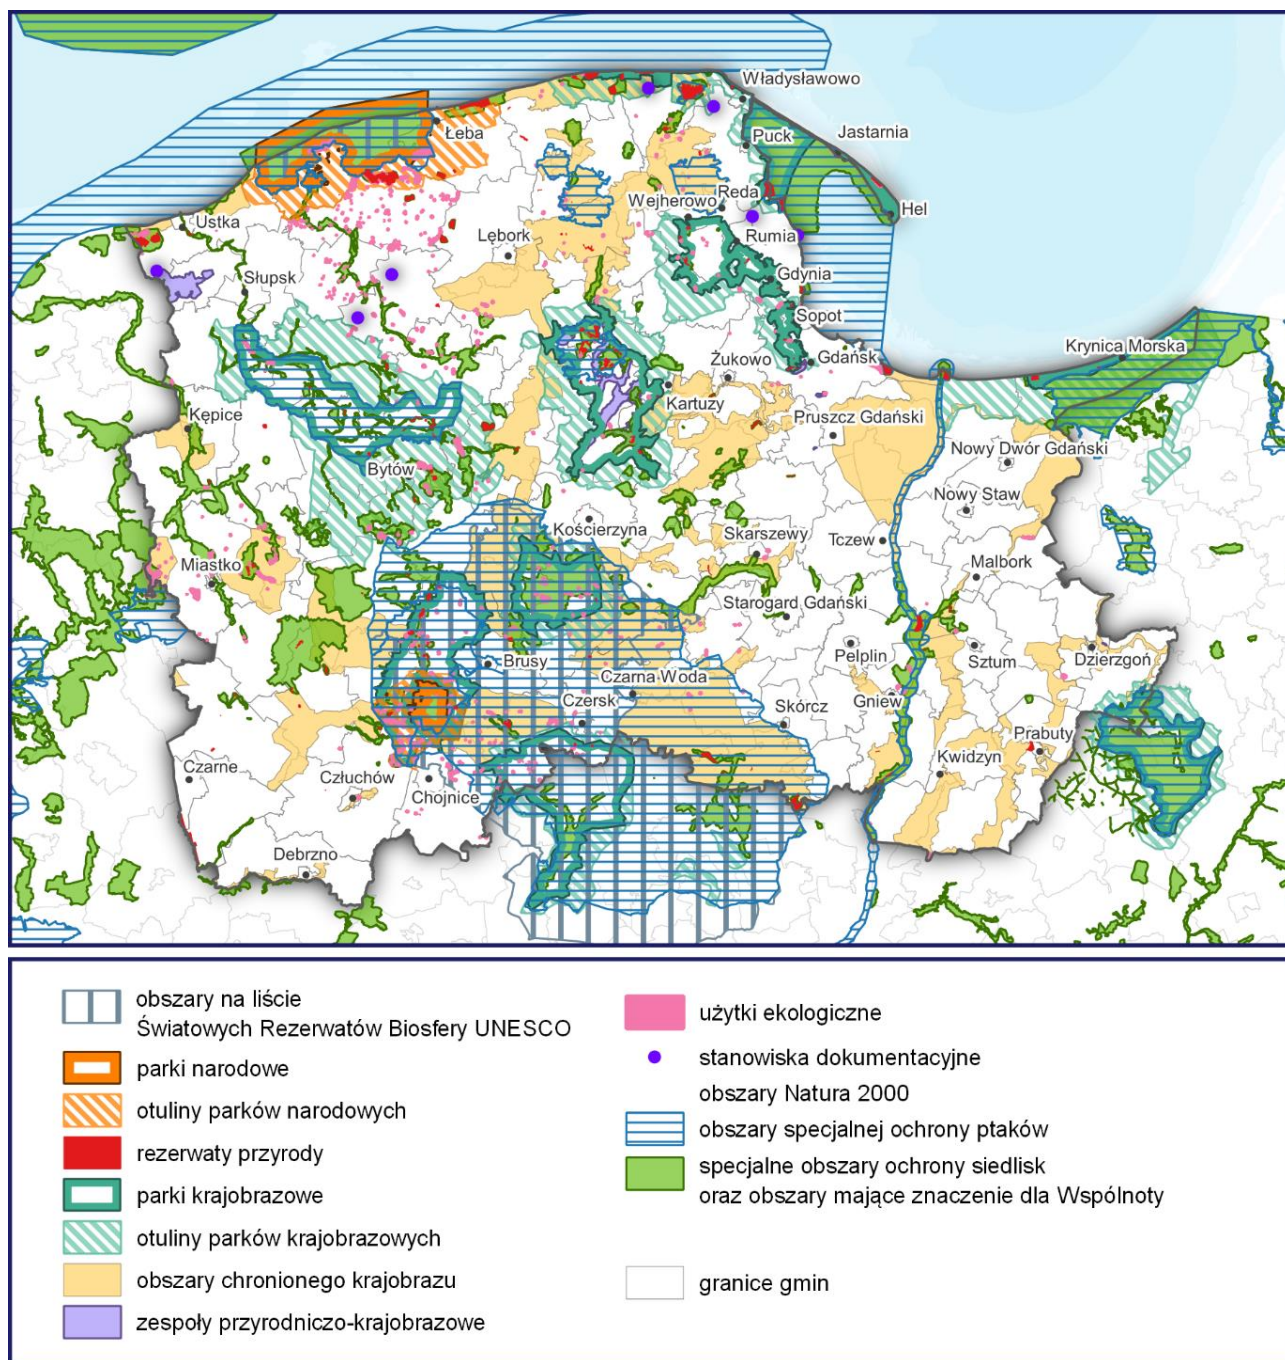 Władysławowo
Łeba
Puck
Jastarnia
Ustka
Wejherowo
Reda
Hel
Lębork
Rumia
Słupsk
Gdynia
Sopot
Krynica Morska
Żukowo
Gdańsk
Kartuzy
Kępice
Pruszcz Gdański
Bytów
Nowy Dwór Gdański
Nowy Staw
Kościerzyna
Skarszewy
Tczew
Miastko
Malbork
Starogard Gdański
Brusy
Pelplin
Sztum
Dzierzgoń
Czarna Woda
Czersk
Skórcz
Gniew
Prabuty
Czarne
Człuchów
Chojnice
Kwidzyn
Debrzno
obszary na liście
Światowych Rezerwatów Biosfery UNESCO
parki narodowe
otuliny parków narodowych
rezerwaty przyrody
parki krajobrazowe
otuliny parków krajobrazowych
obszary chronionego krajobrazu
zespoły przyrodniczo-krajobrazowe
użytki ekologiczne
stanowiska dokumentacyjne
obszary Natura 2000
obszary specjalnej ochrony ptaków
specjalne obszary ochrony siedlisk
oraz obszary mające znaczenie dla Wspólnoty
granice gmin